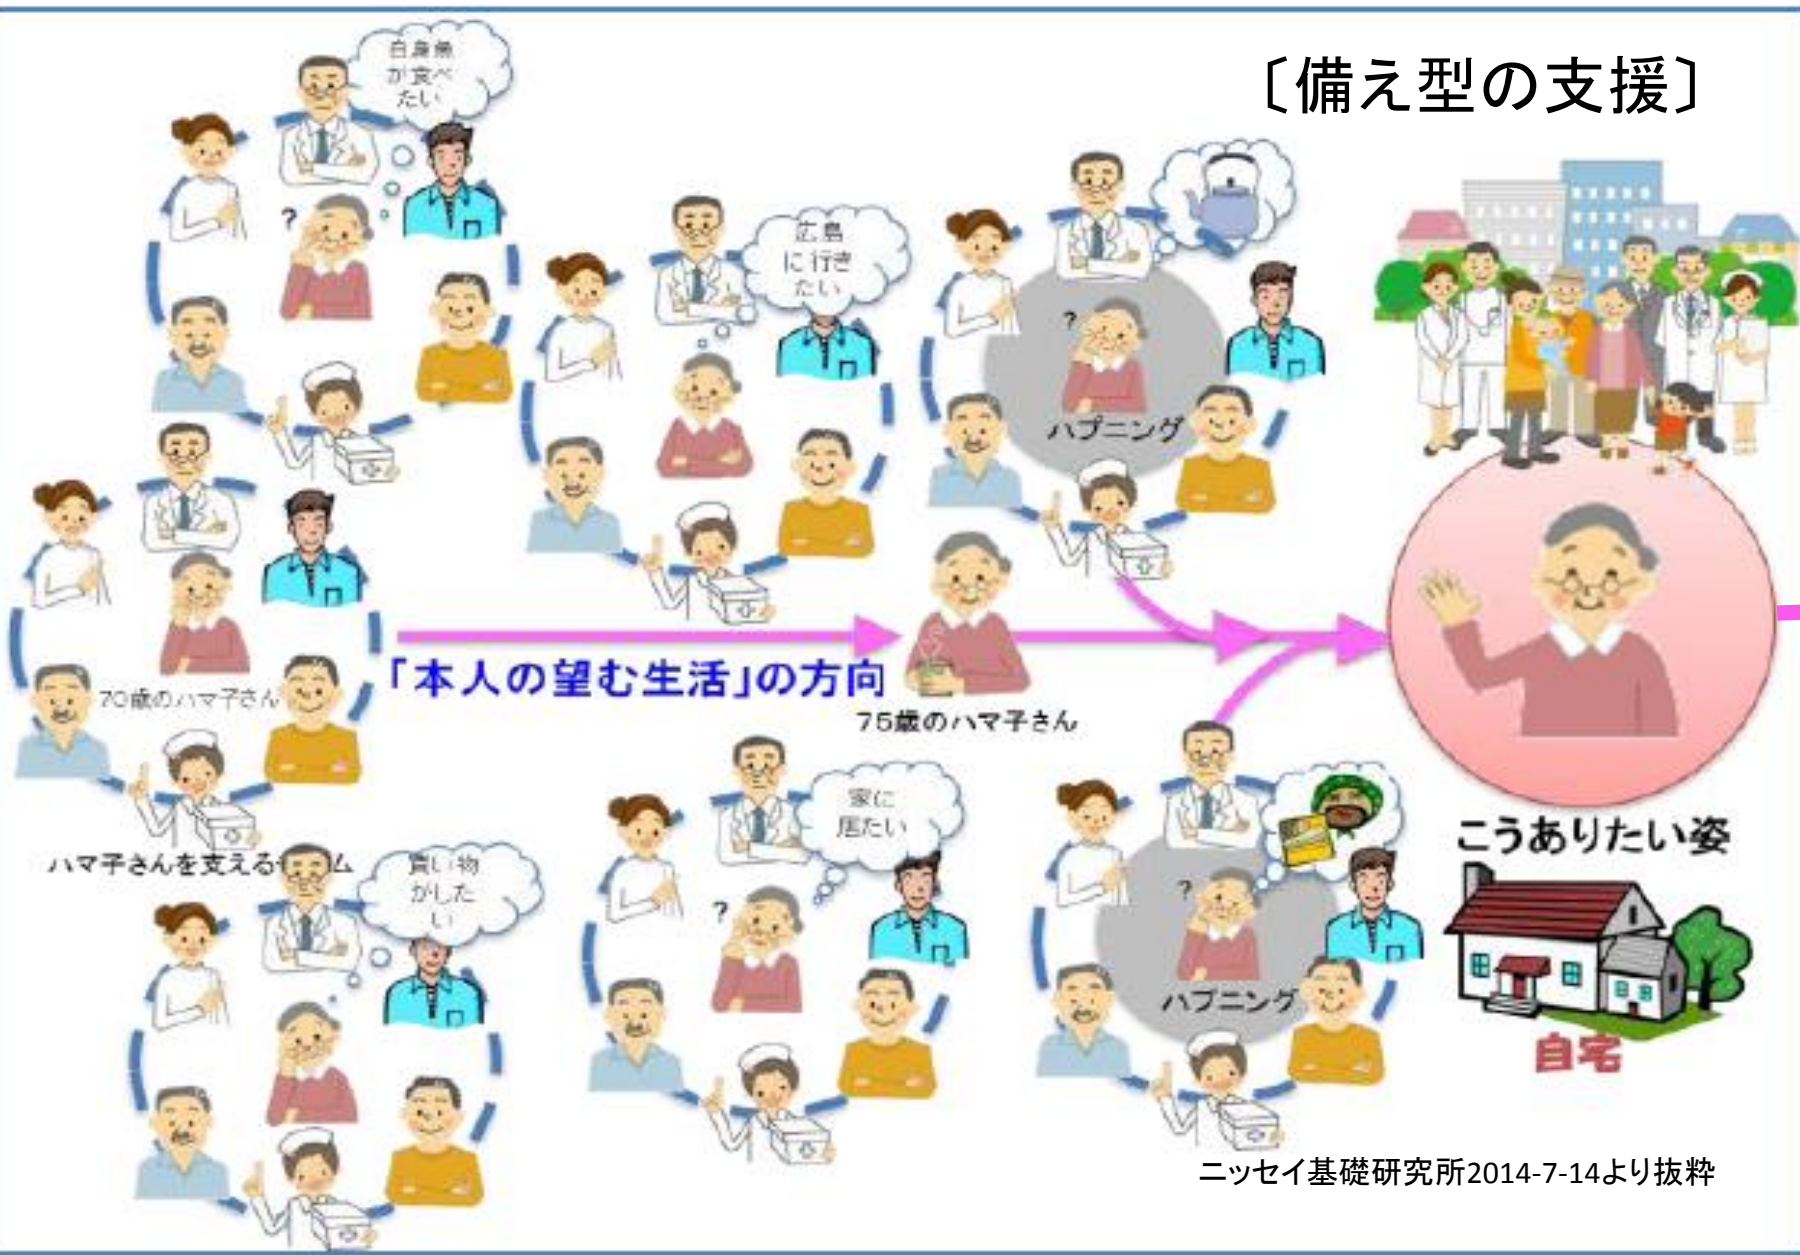 〔備え型の支援〕
白身魚
が食べ
たい
?
広島
に行き
たい
?
ハプニング
「本人の望む生活」の方向
70歳のハマ子さん
75歳のハマ子さん
ハマ子さんを支える
ム
買い物
がした
い
家に
居たい
?
?
ハプニング
こうありたい姿
自宅
ニッセイ基礎研究所2014-7-14より抜粋